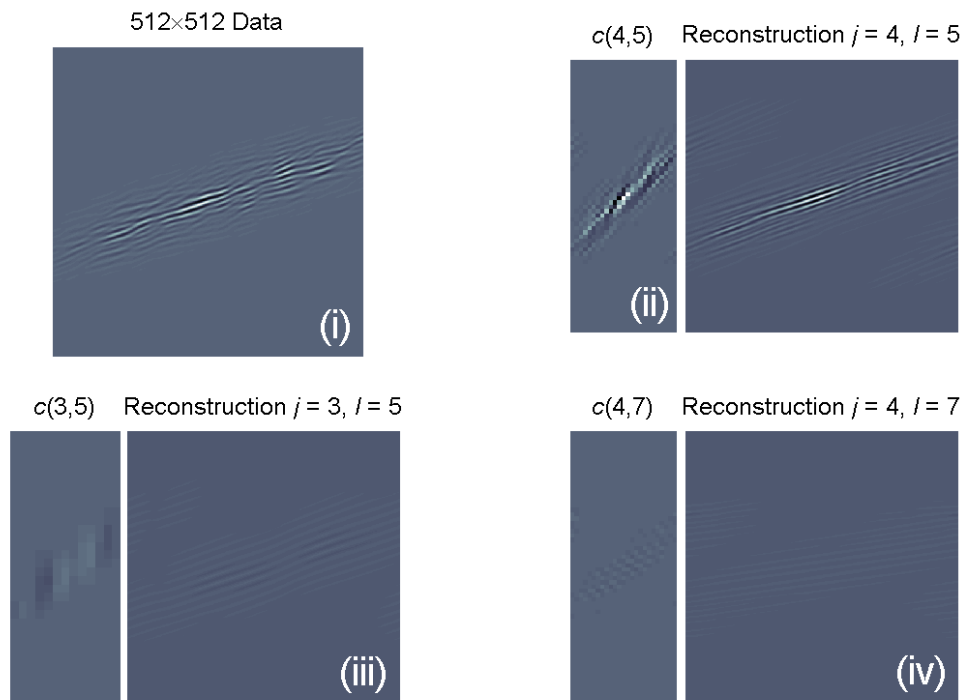 512×512 Data
(i)
c(4,5) Reconstruction j = 4, l = 5
(ii)
c(3,5) Reconstruction j = 3, l = 5
(iii)
c(4,7) Reconstruction j = 4, l = 7
(iv)